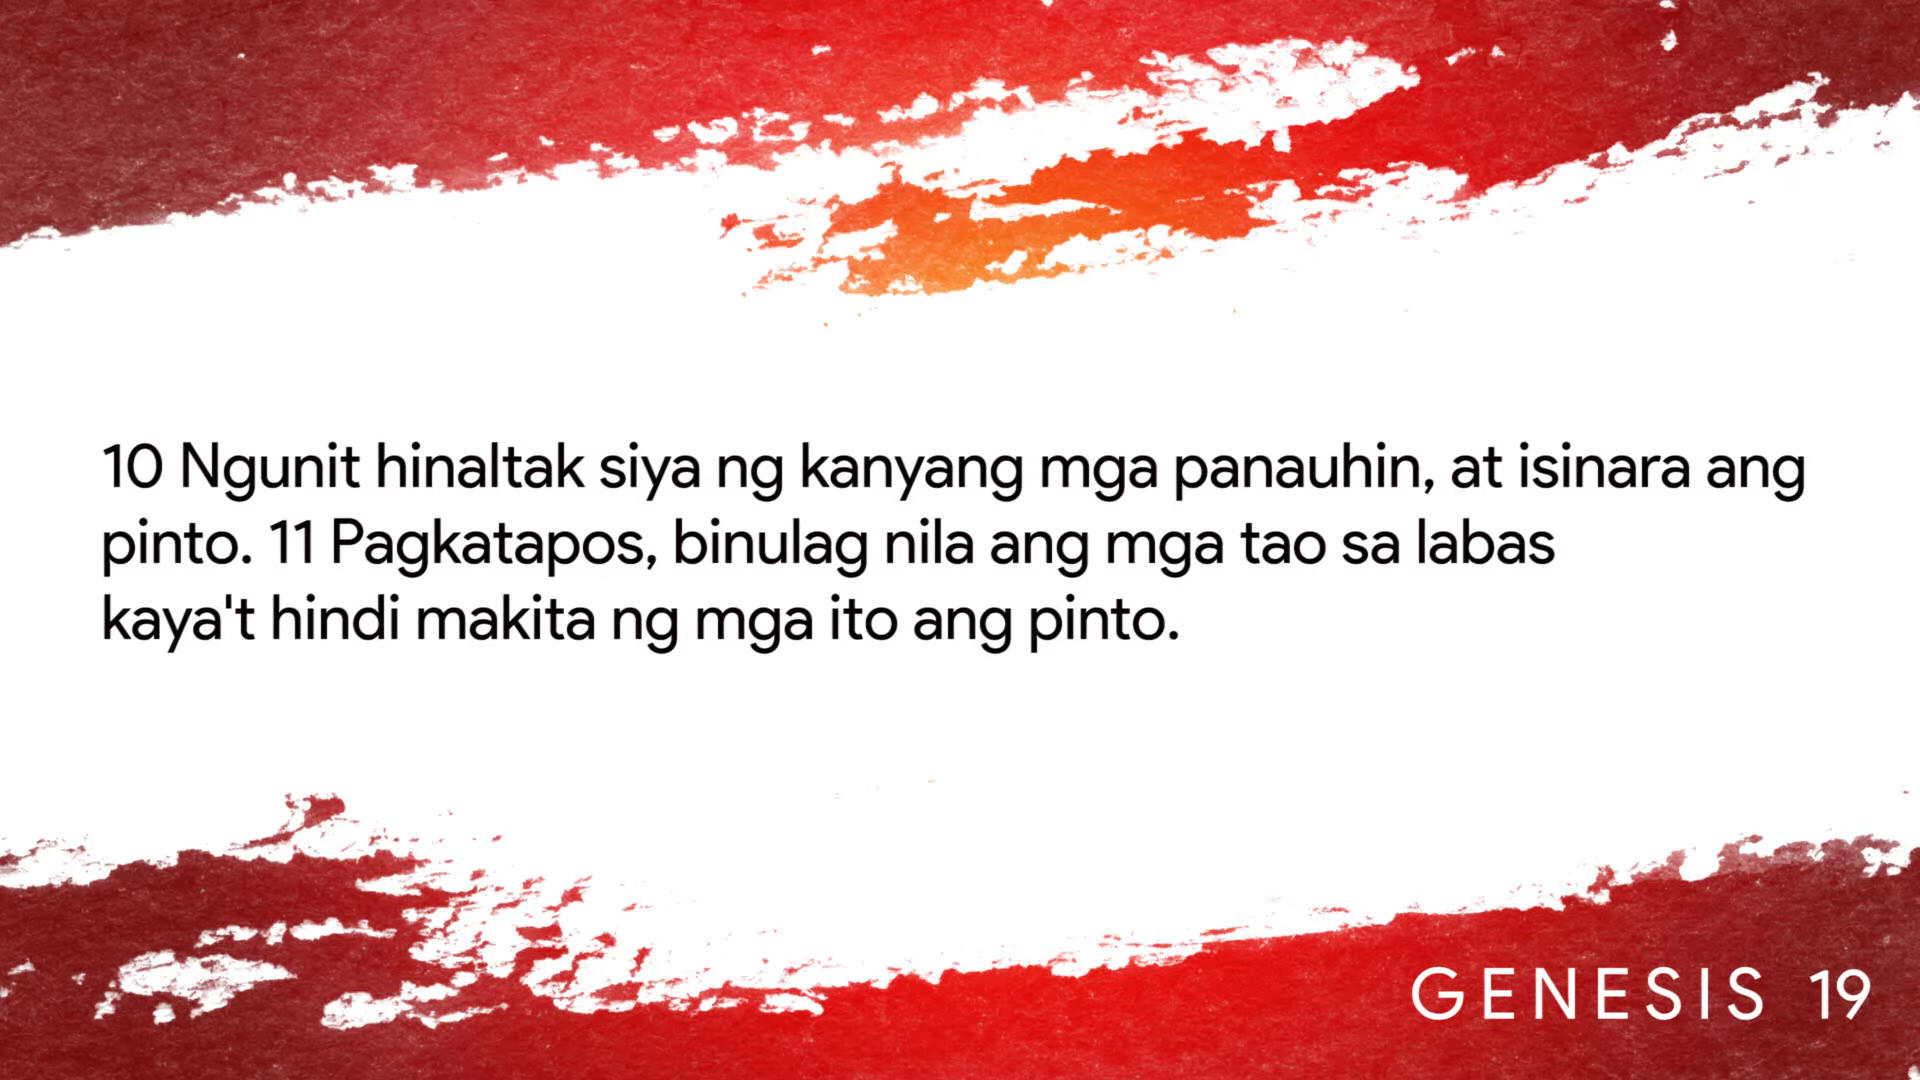 10 Ngunit hinaltak siya ng kanyang mga panauhin, at isinara ang
pinto. 11 Pagkatapos, binulag nila ang mga tao sa labas
kaya't hindi makita ng mga ito ang pinto.
GENESIS 19